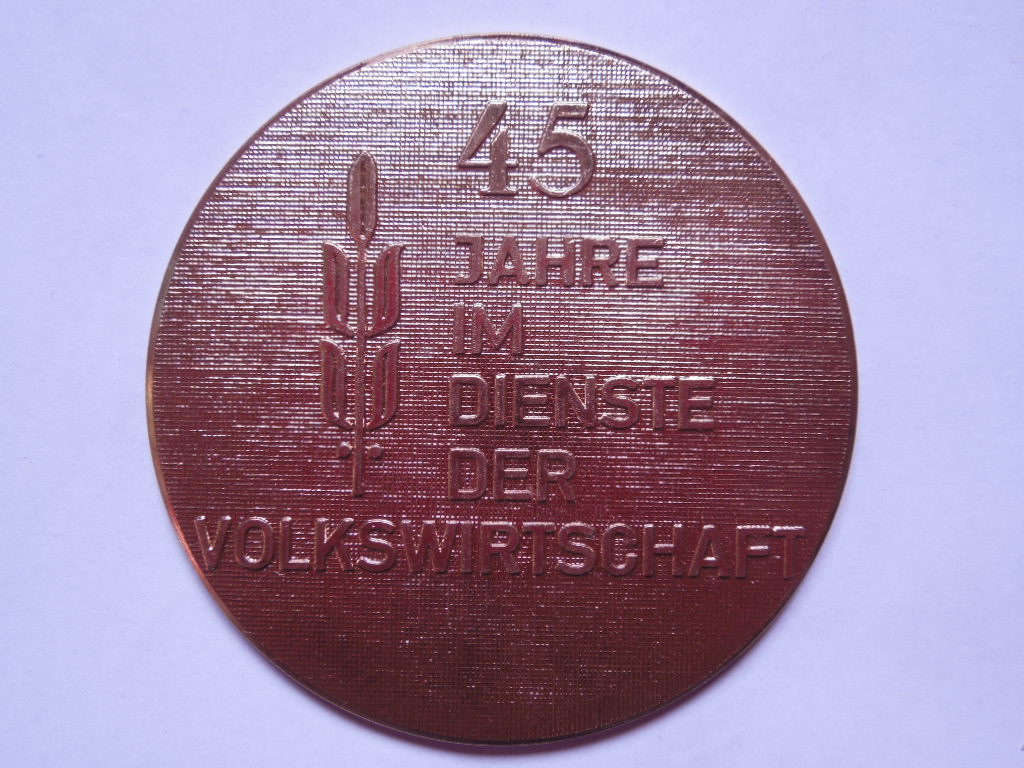 45
JAHRE
IM
DIENSTE
DER
VOLKSWIRTSCHAFT